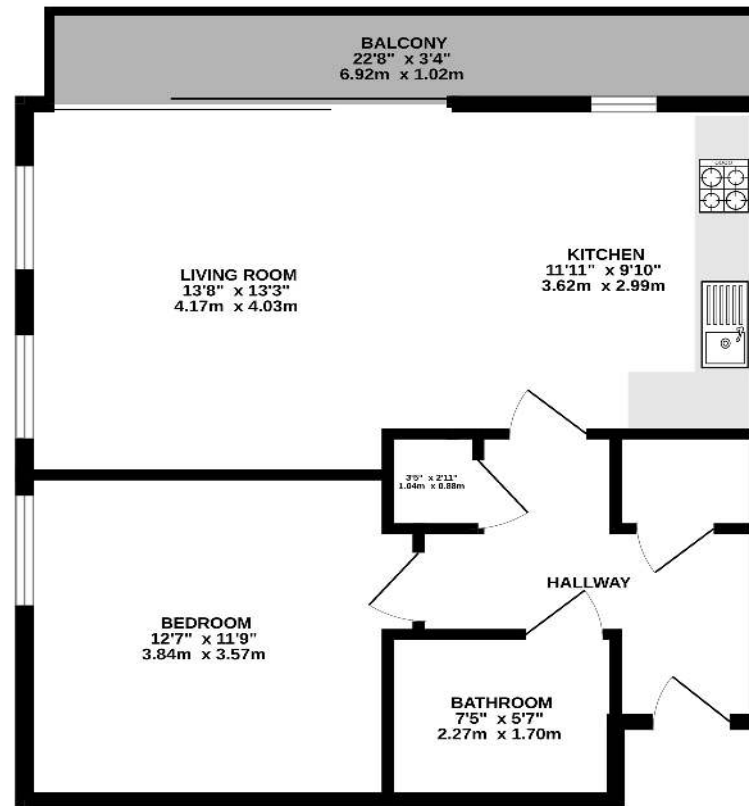 BALCONY
22'8" x 3'4"
6.92m x 1.02m
KITCHEN
11'11" x 9'10"
3.62m x 2.99m
LIVING ROOM
13'8" x 13'3"
4.17m x 4.03m
3'5" x 2'11"
1.04m x 0.88m
HALLWAY
BEDROOM
12'7" x 11'9"
3.84m x 3.57m
BATHROOM
7'5" x 5'7"
2.27m x 1.70m